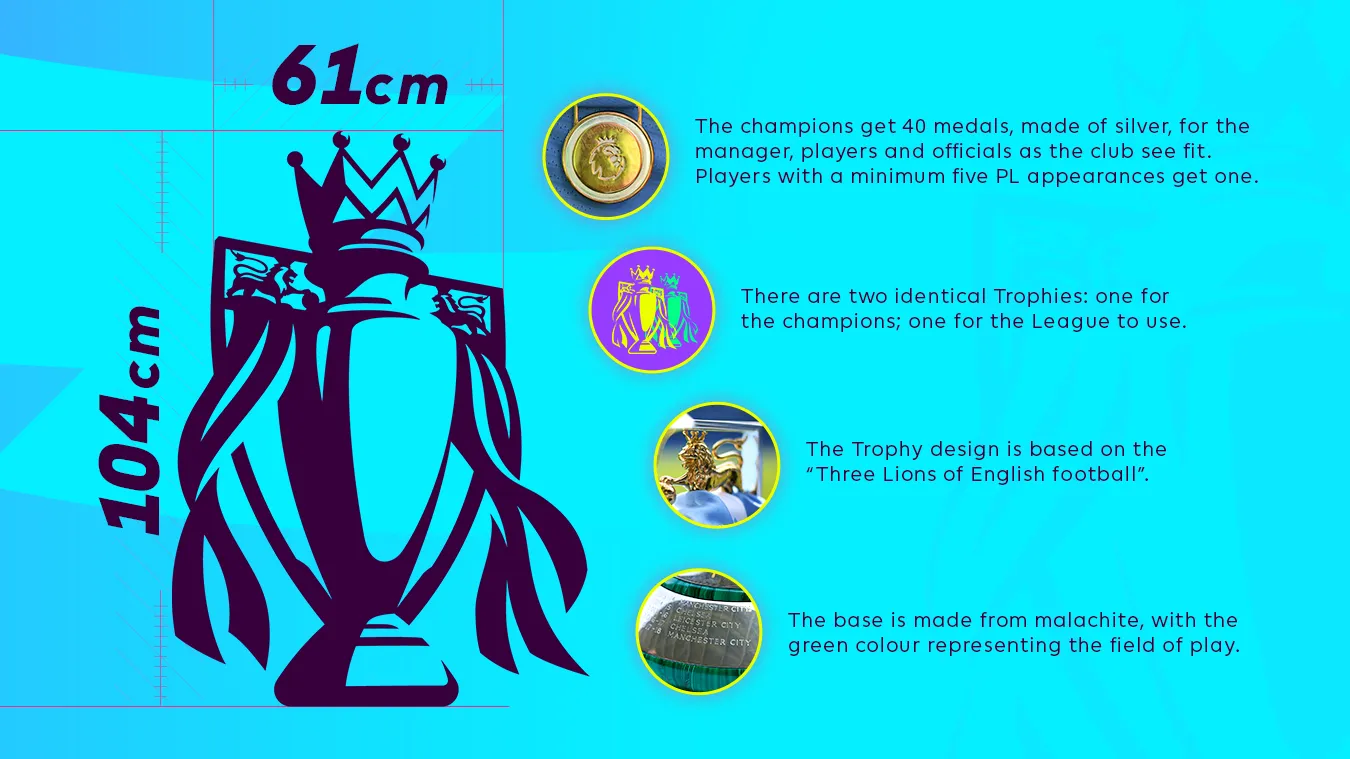 61cm
104cm
The champions get 40 medals, made of silver, for the
manager, players and officials as the club see fit.
Players with a minimum five PL appearances get one.
There are two identical Trophies: one for
the champions; one for the League to use.
The Trophy design is based on the
“Three Lions of English football”.
MANCHESTER CITY
CHELSEA
LEICESTER CITY
CHELSEA
MANCHESTER CITY
The base is made from malachite, with the
green colour representing the field of play.